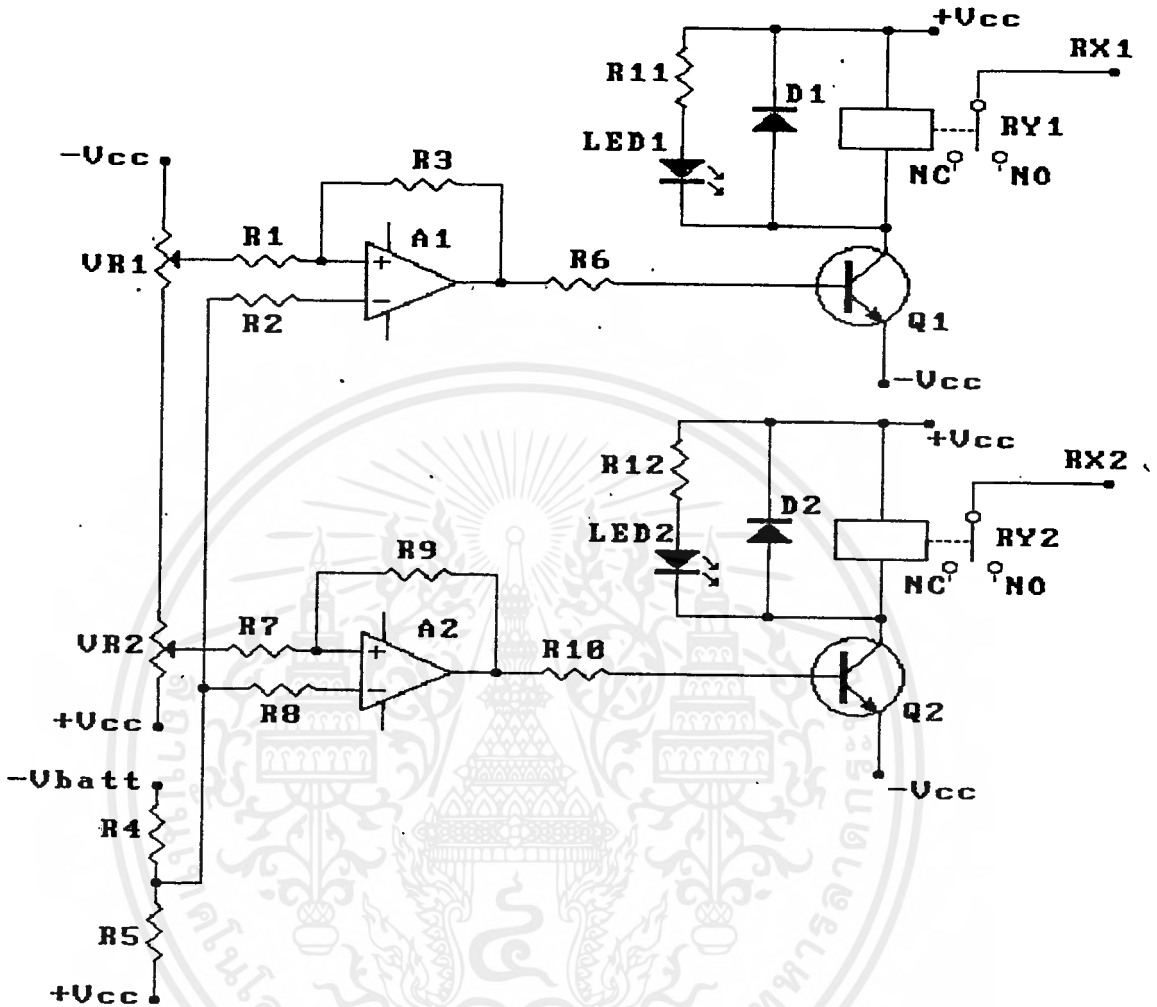 +Vcc
RX1
R11
D1
RY1
LED1
NC
NO
-Vcc
R3
VR1
R1
A1
+
-
R2
R6
Q1
-Vcc
+Vcc
RX2
R12
D2
RY2
LED2
NC
NO
R9
VR2
R7
A2
+
-
R8
R10
Q2
+Vcc
-Vcc
-Vbatt
R4
R5
+Vcc